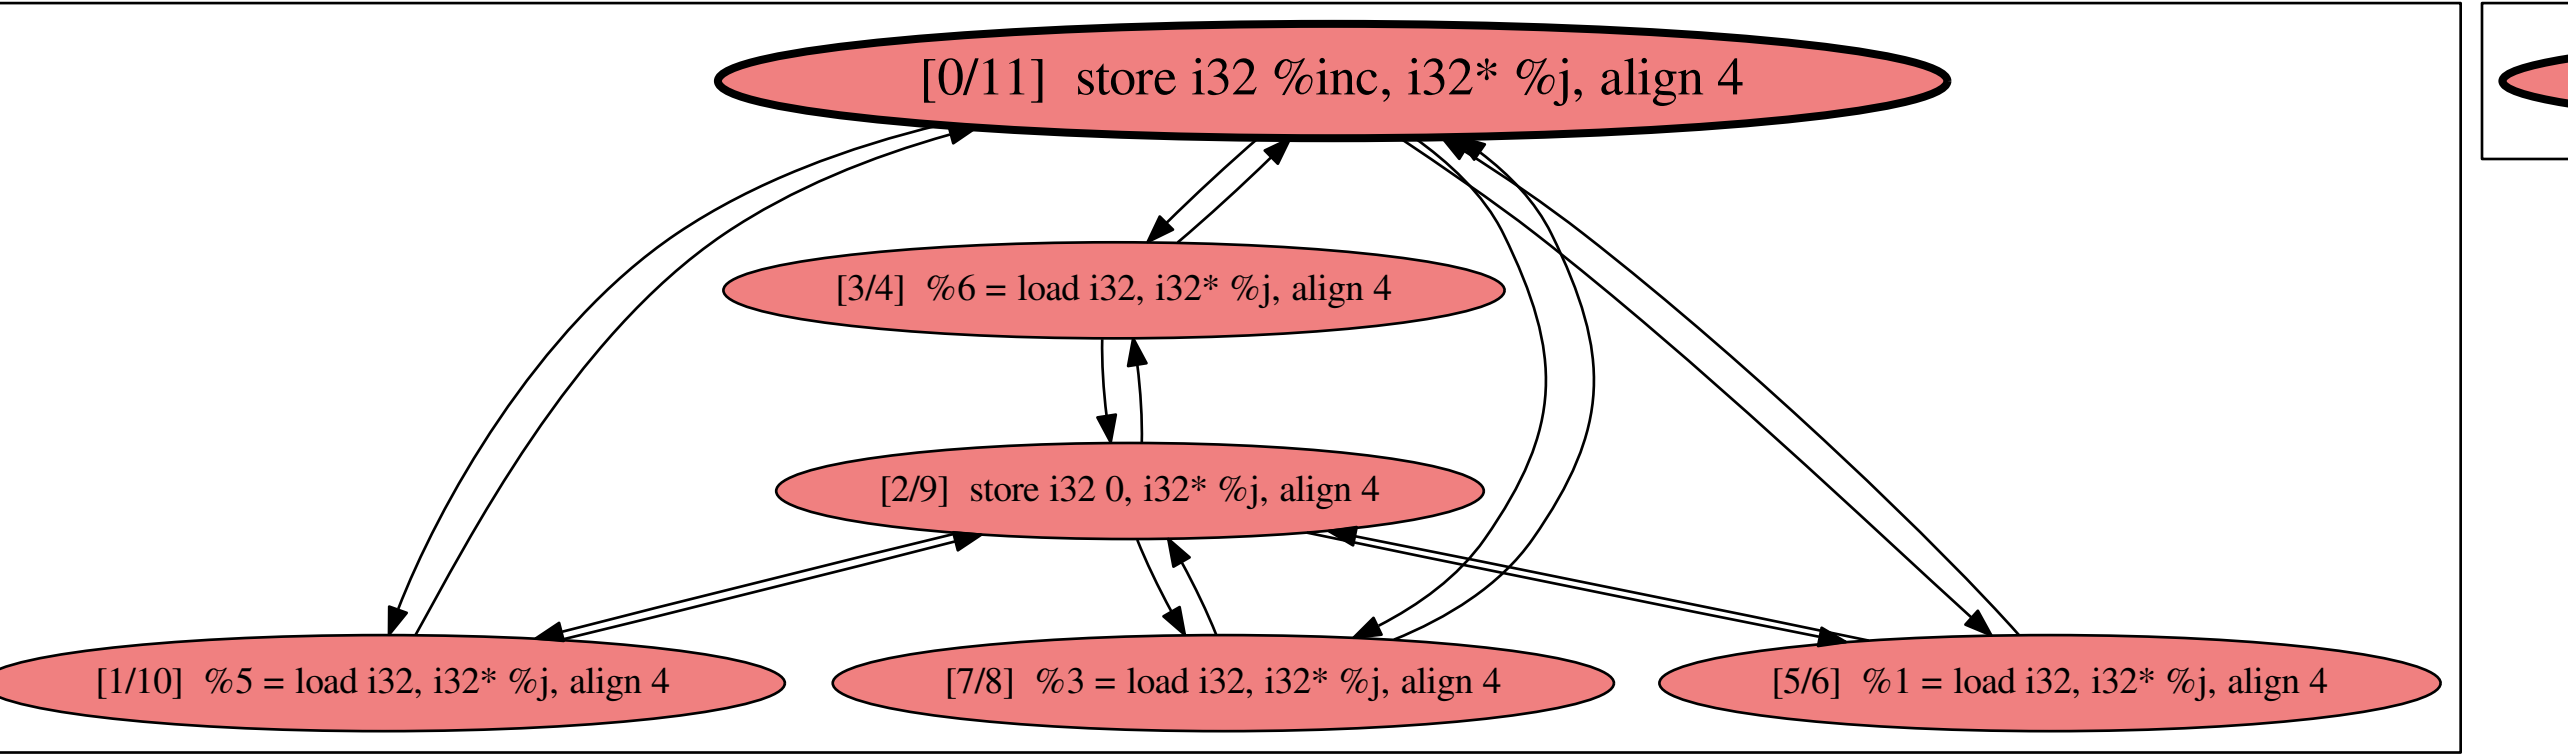 [0/11] store i32 %inc, i32* %j, align 4
[3/4] %6 = load i32, i32* %j, align 4
[2/9] store i32 0, i32* %j, align 4
[1/10] %5 = load i32, i32* %j, align 4
[7/8] %3 = load i32, i32* %j, align 4
[5/6] %1 = load i32, i32* %j, align 4